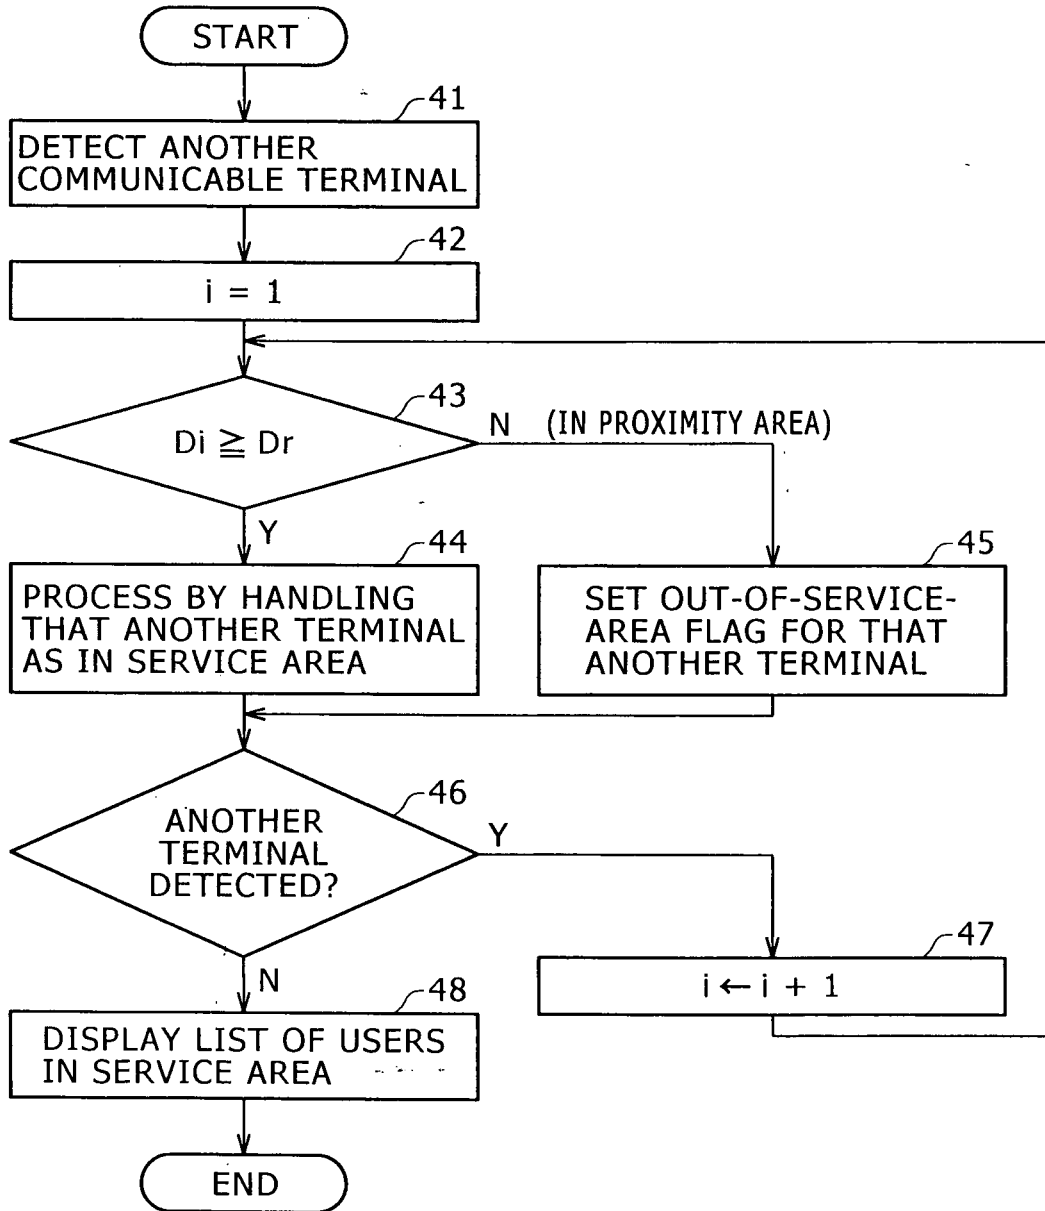 START
41
DETECT ANOTHER
COMMUNICABLE TERMINAL
42
i = 1
43
Di ≧ Dr
N (IN PROXIMITY AREA)
Y
44
PROCESS BY HANDLING
THAT ANOTHER TERMINAL
AS IN SERVICE AREA
45
SET OUT-OF-SERVICE-
AREA FLAG FOR THAT
ANOTHER TERMINAL
46
ANOTHER
TERMINAL
DETECTED?
Y
47
i ← i + 1
N
48
DISPLAY LIST OF USERS
IN SERVICE AREA
END